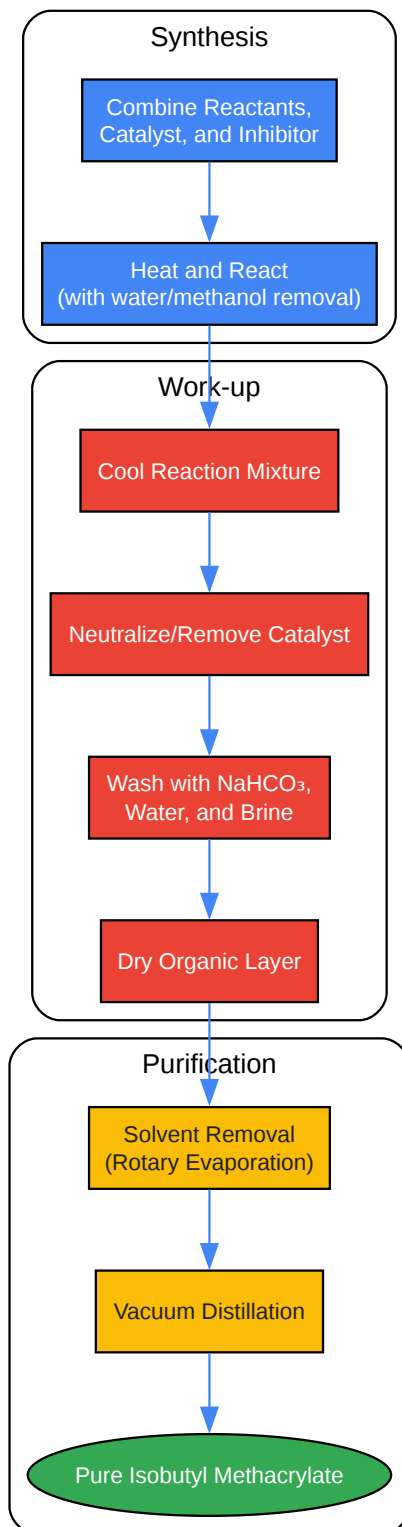 Synthesis
Combine Reactants,
Catalyst, and Inhibitor
Heat and React
(with water/methanol removal)
Work-up
Cool Reaction Mixture
Neutralize/Remove Catalyst
Wash with NaHCO₃,
Water, and Brine
Dry Organic Layer
Purification
Solvent Removal
(Rotary Evaporation)
Vacuum Distillation
Pure Isobutyl Methacrylate